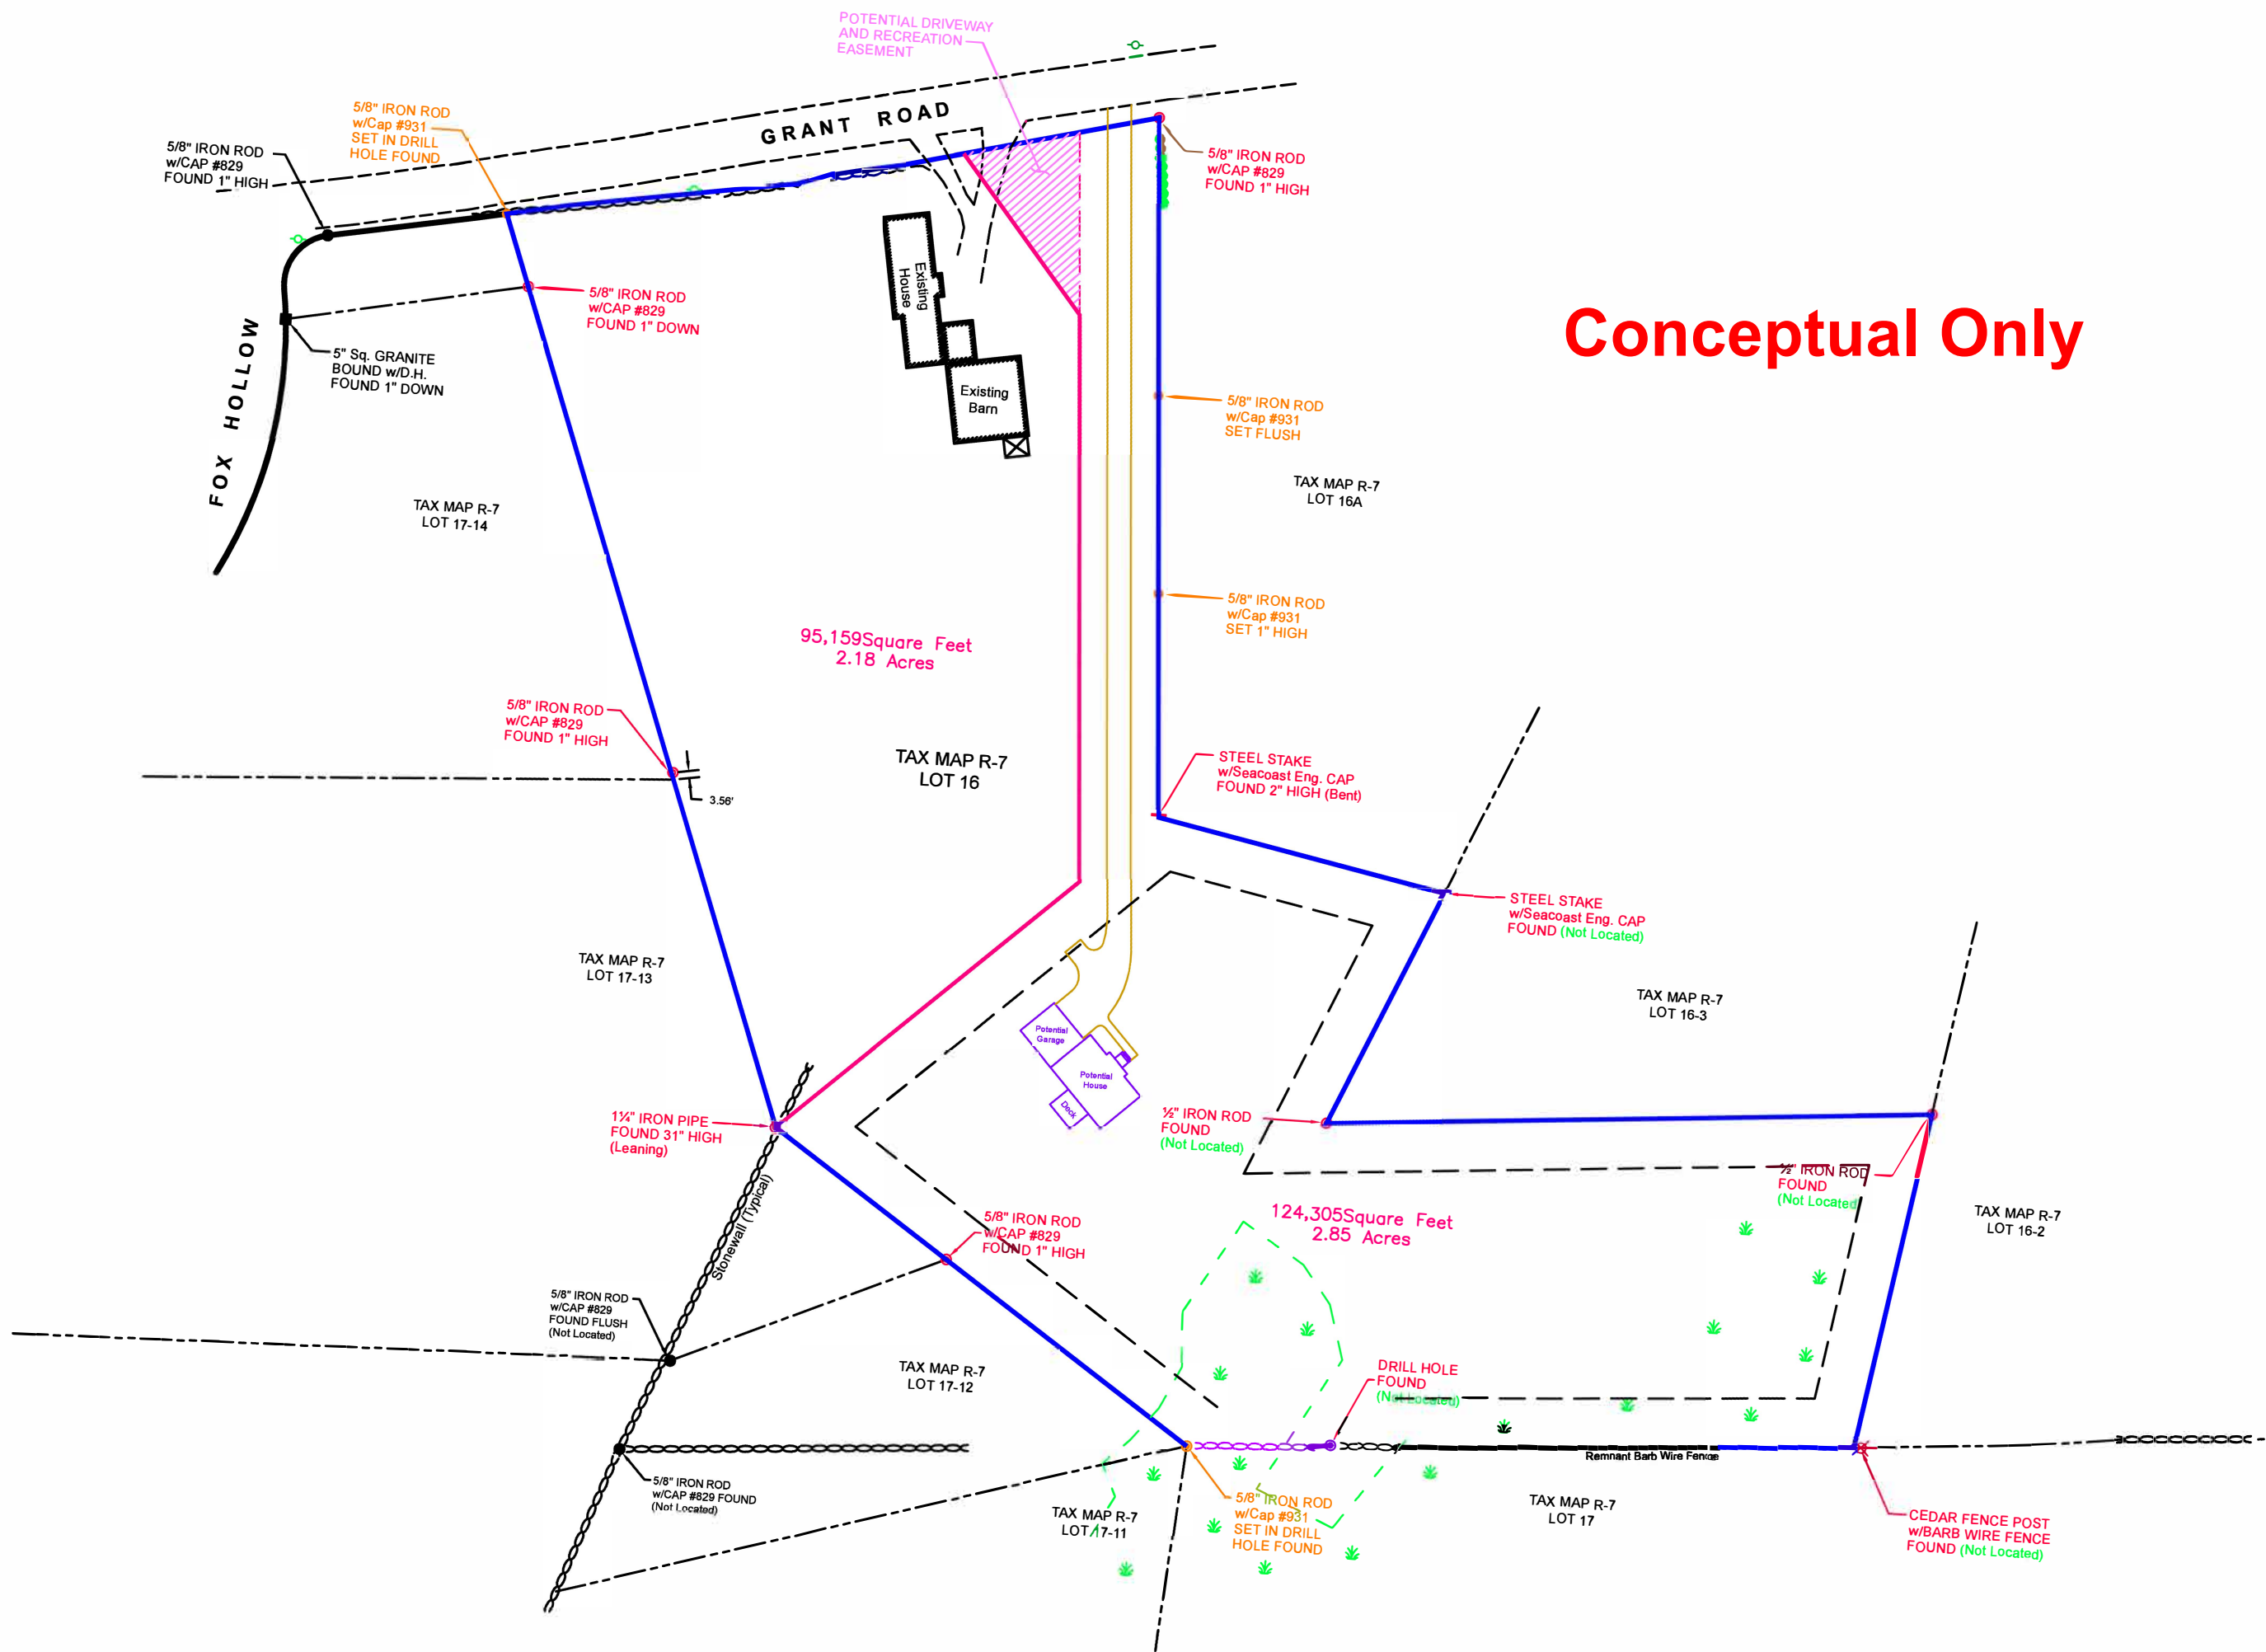 POTENTIAL DRIVEWAY
AND RECREATION
EASEMENT
5/8" IRON ROD
w/Cap #931
SET IN DRILL
HOLE FOUND
GRANT ROAD
5/8" IRON ROD
w/CAP #829
FOUND 1" HIGH
5/8" IRON ROD
w/CAP #829
FOUND 1" HIGH
Existing
House
5/8" IRON ROD
w/CAP #829
FOUND 1" DOWN
Conceptual Only
FOX HOLLOW
5" Sq. GRANITE
BOUND w/D.H.
FOUND 1" DOWN
Existing
Barn
5/8" IRON ROD
w/Cap #931
SET FLUSH
TAX MAP R-7
LOT 16A
TAX MAP R-7
LOT 17-14
5/8" IRON ROD
w/Cap #931
SET 1" HIGH
95,159Square Feet
2.18 Acres
5/8" IRON ROD
w/CAP #829
FOUND 1" HIGH
TAX MAP R-7
LOT 16
STEEL STAKE
w/Seacoast Eng. CAP
FOUND 2" HIGH (Bent)
3.56'
STEEL STAKE
w/Seacoast Eng. CAP
FOUND (Not Located)
TAX MAP R-7
LOT 17-13
TAX MAP R-7
LOT 16-3
Potential
Garage
Potential
House
Deck
1¼" IRON PIPE
FOUND 31" HIGH
(Leaning)
½" IRON ROD
FOUND
(Not Located)
½" IRON ROD
FOUND
(Not Located)
Stonewall (Typical)
5/8" IRON ROD
w/CAP #829
FOUND 1" HIGH
124,305Square Feet
2.85 Acres
TAX MAP R-7
LOT 16-2
5/8" IRON ROD
w/CAP #829
FOUND FLUSH
(Not Located)
TAX MAP R-7
LOT 17-12
DRILL HOLE
FOUND
(Not Located)
Remnant Barb Wire Fence
5/8" IRON ROD
w/CAP #829 FOUND
(Not Located)
TAX MAP R-7
LOT 17-11
5/8" IRON ROD
w/Cap #931
SET IN DRILL
HOLE FOUND
TAX MAP R-7
LOT 17
CEDAR FENCE POST
w/BARB WIRE FENCE
FOUND (Not Located)